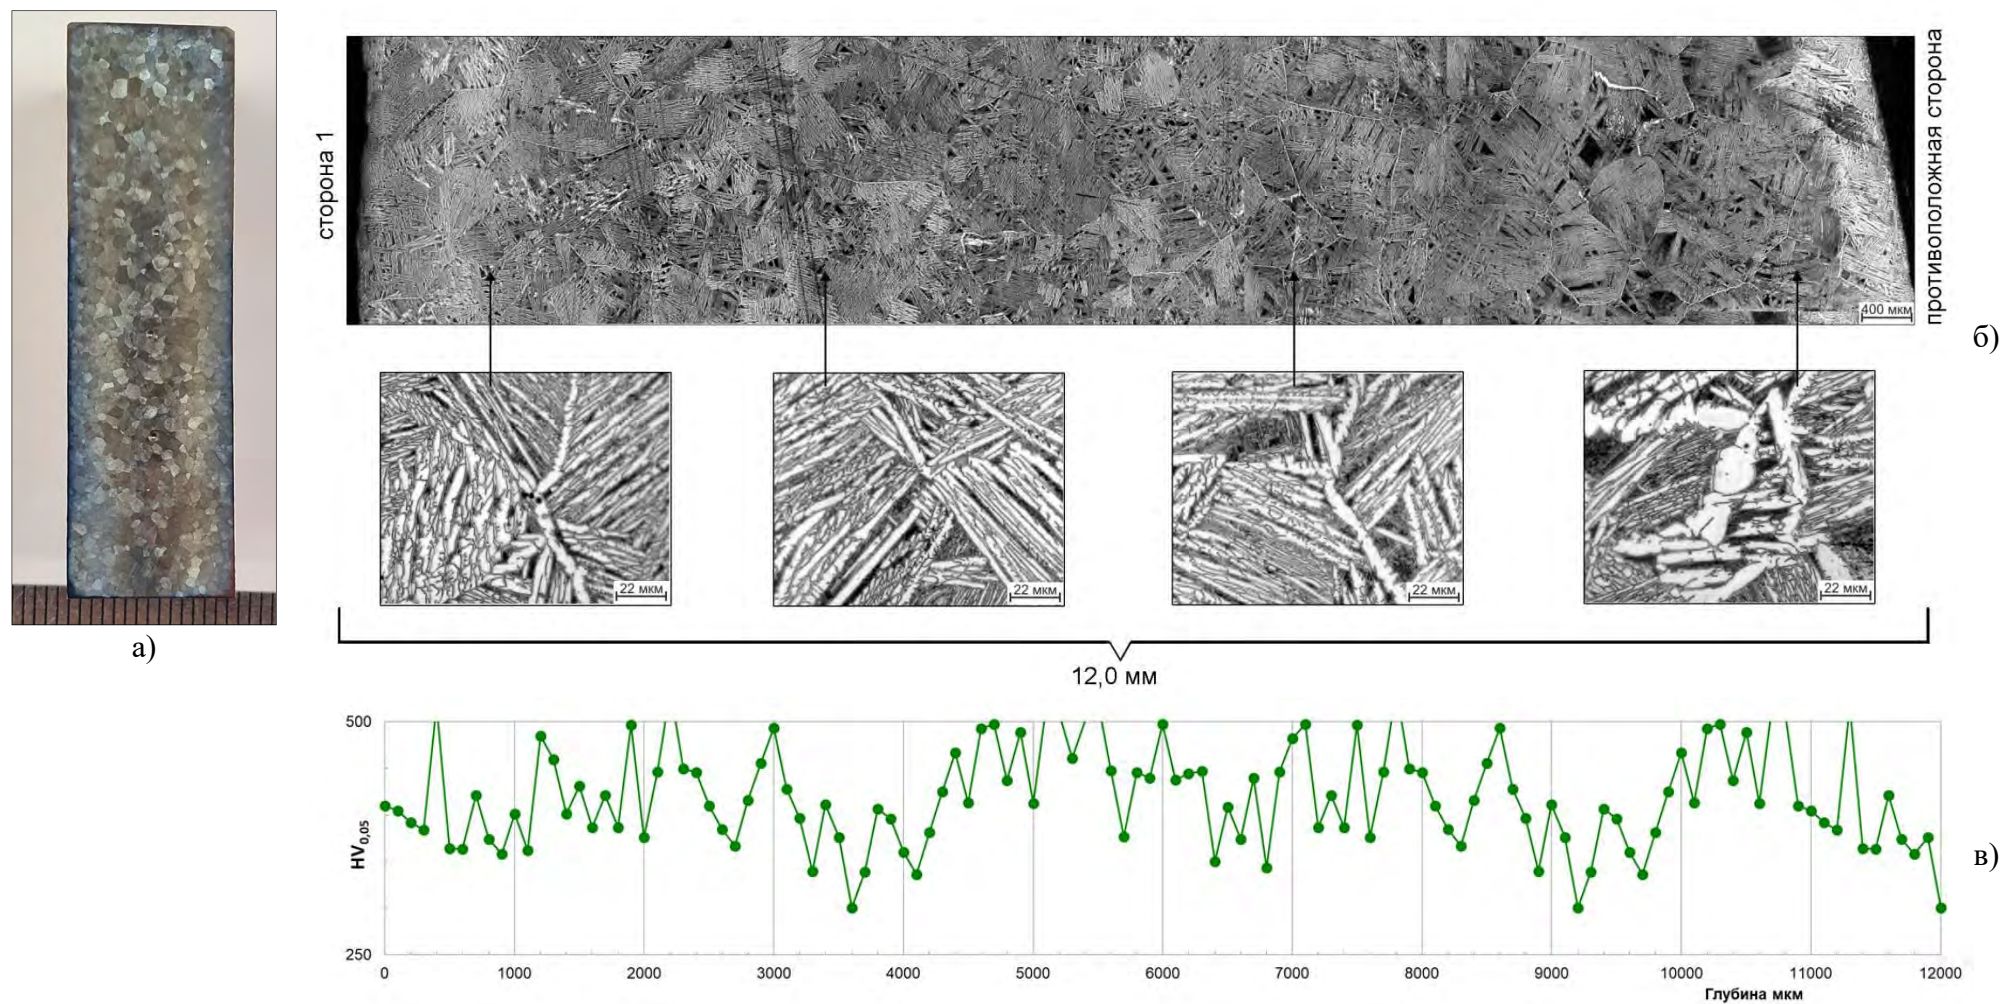 сторона 1
противоположная сторона
400 мкм
б)
22 мкм
22 мкм
22 мкм
22 мкм
а)
12,0 мм
500
HV0,05
250
в)
0 1000 2000 3000 4000 5000 6000 7000 8000 9000 10000 11000 12000
Глубина мкм